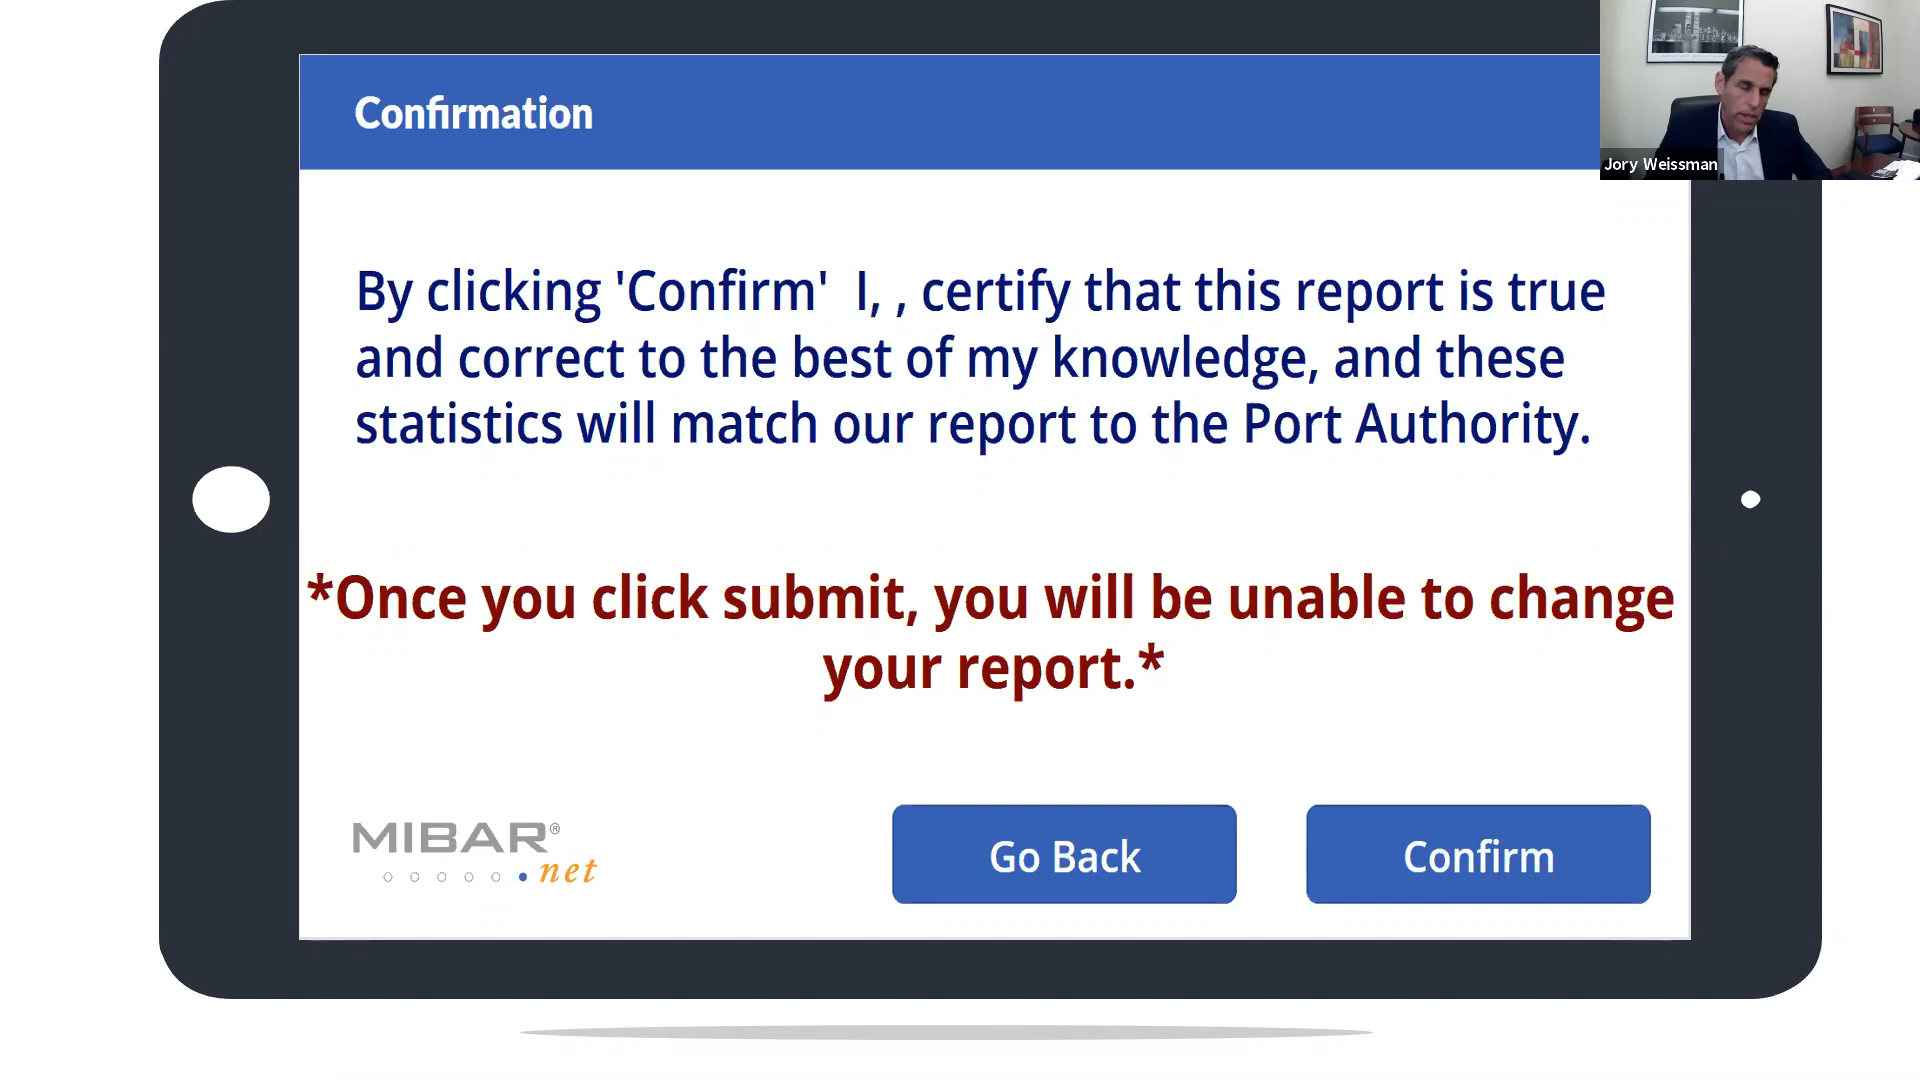 Confirmation
Jory Weissman
By clicking 'Confirm'  I, , certify that this report is true
and correct to the best of my knowledge, and these
statistics will match our report to the Port Authority.
*Once you click submit, you will be unable to change
your report.*
MIBAR®
net
Go Back
Confirm